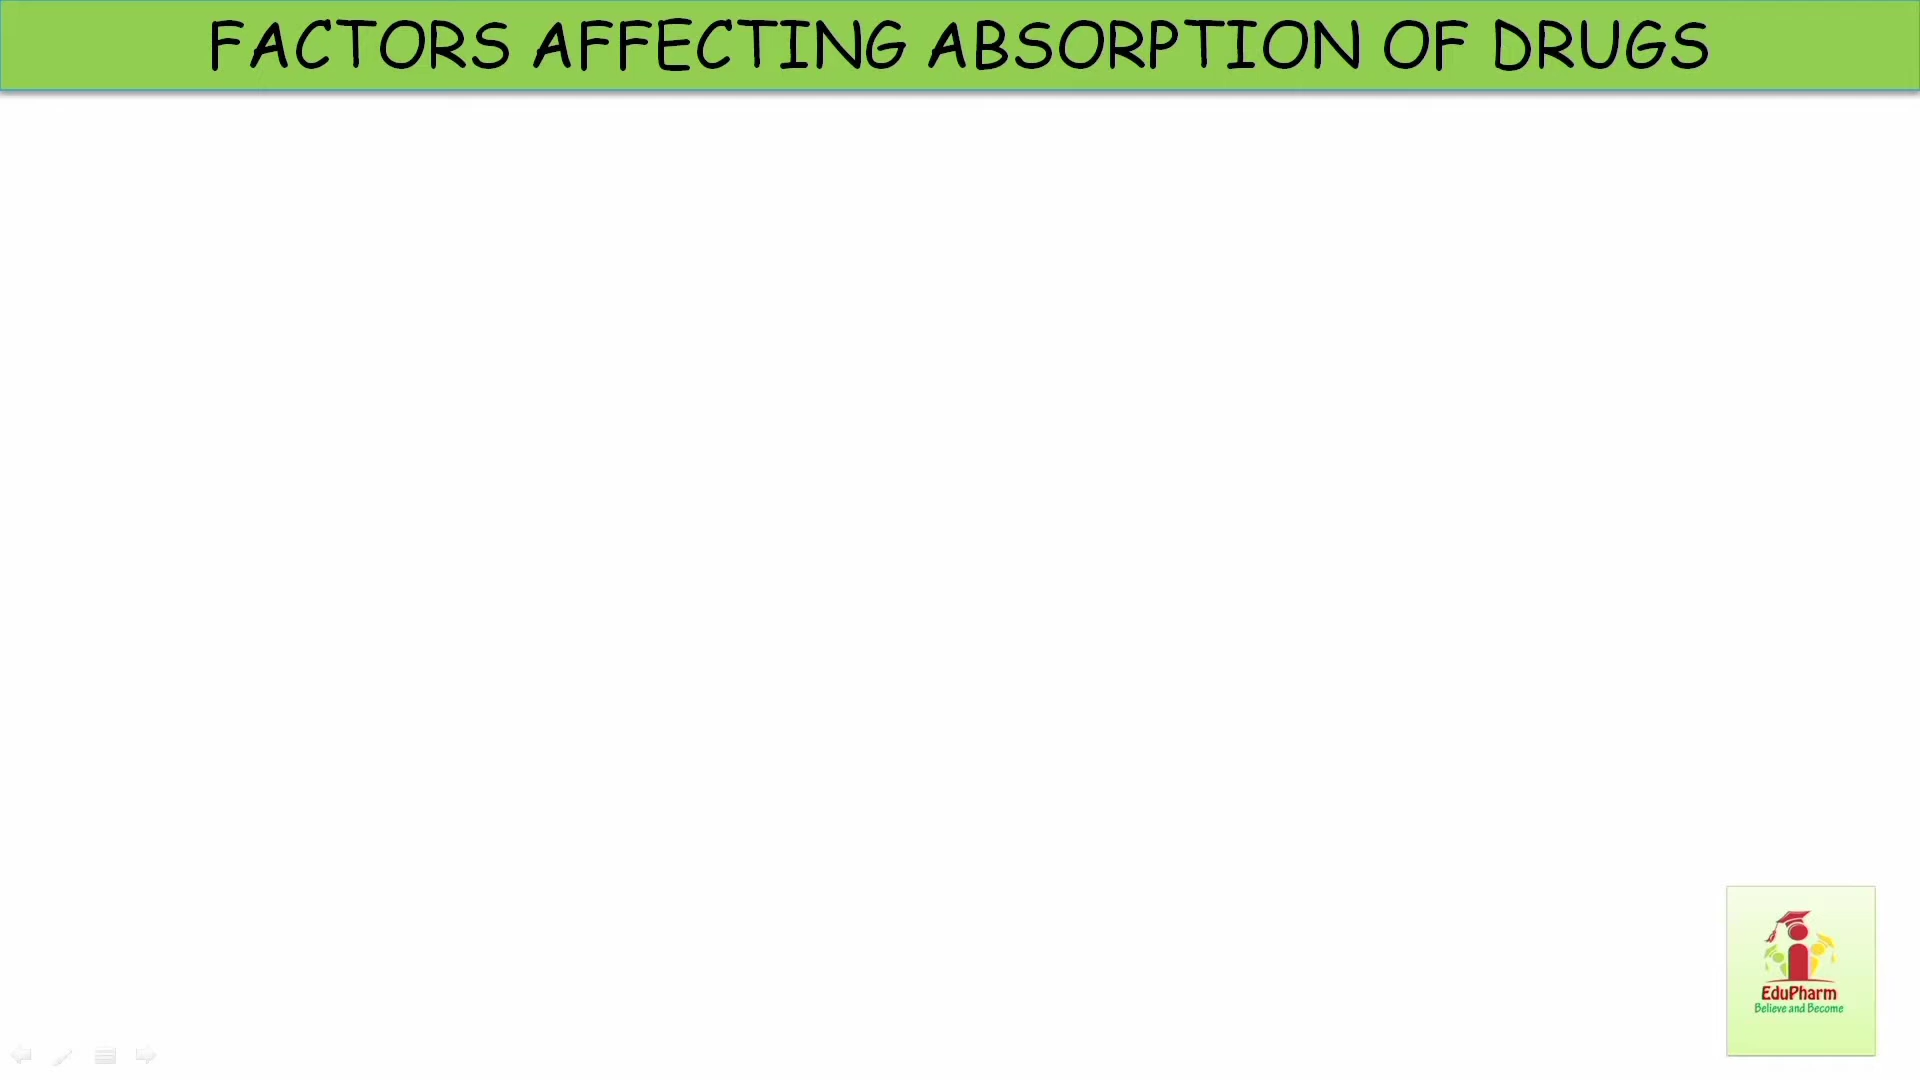 FACTORS AFFECTING ABSORPTION OF DRUGS
EduPharm
Believe and Become